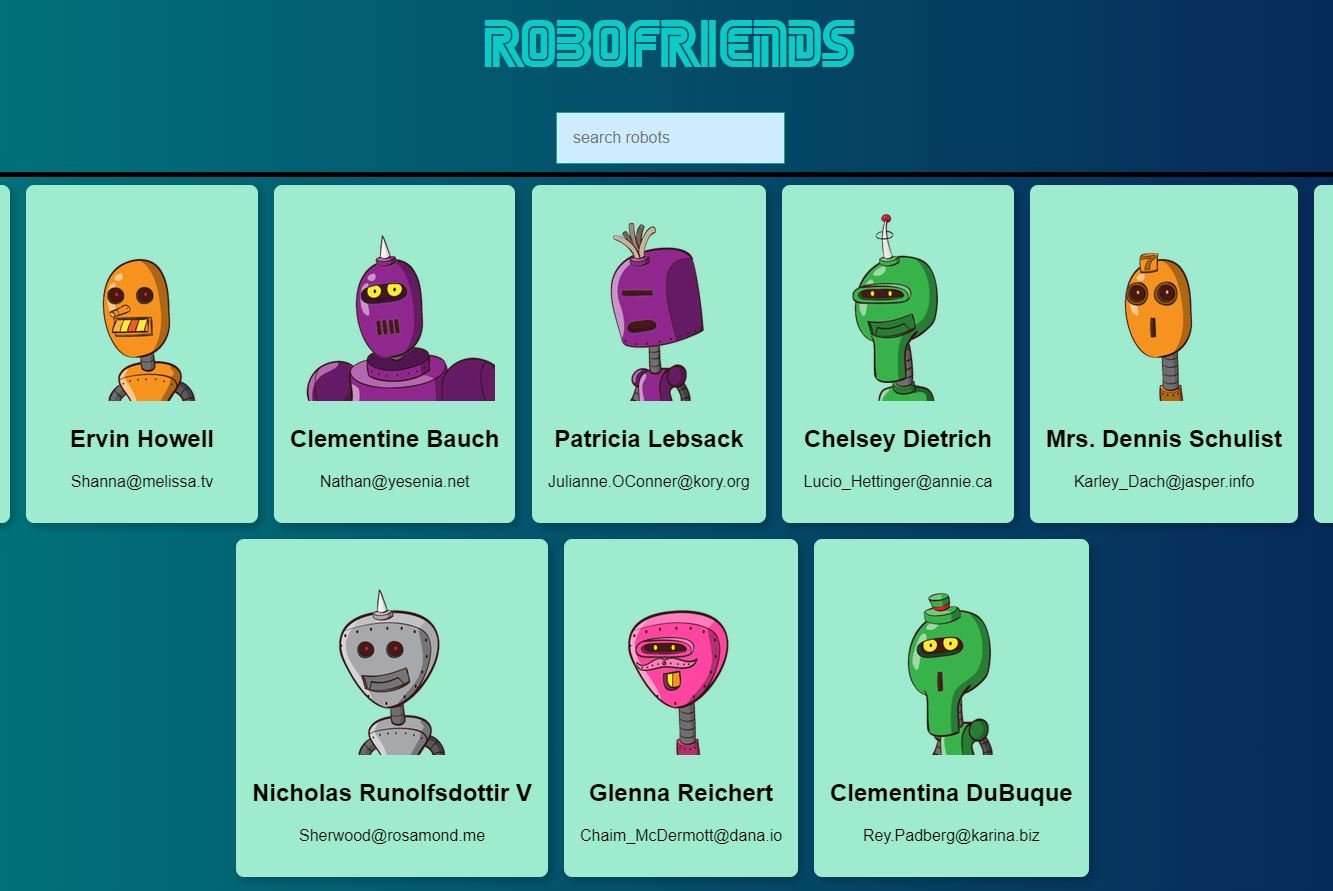 ROBOFRIENDS
search robots
Ervin Howell
Shanna@melissa.tv
Clementine Bauch
Nathan@yesenia.net
Patricia Lebsack
Julianne.OConner@kory.org
Chelsey Dietrich
Lucio_Hettinger@annie.ca
7
Mrs. Dennis Schulist
Karley_Dach@jasper.info
Nicholas Runolfsdottir V
Sherwood@rosamond.me
Glenna Reichert
Chaim_McDermott@dana.io
Clementina DuBuque
Rey.Padberg@karina.biz